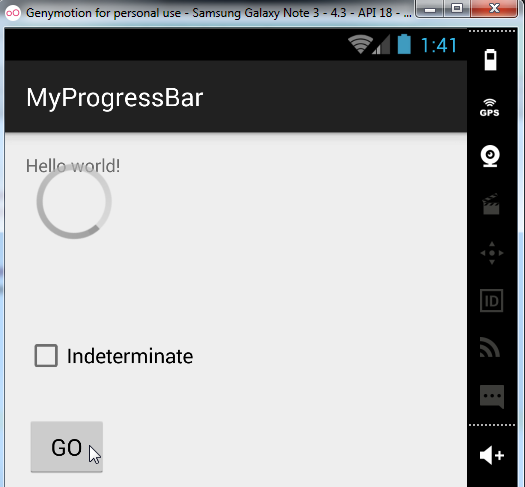 Genymotion for personal use - Samsung Galaxy Note 3 - 4.3 - API 18 - ...
1:41
MyProgressBar
GPS
Hello world!
ID
Indeterminate
GO